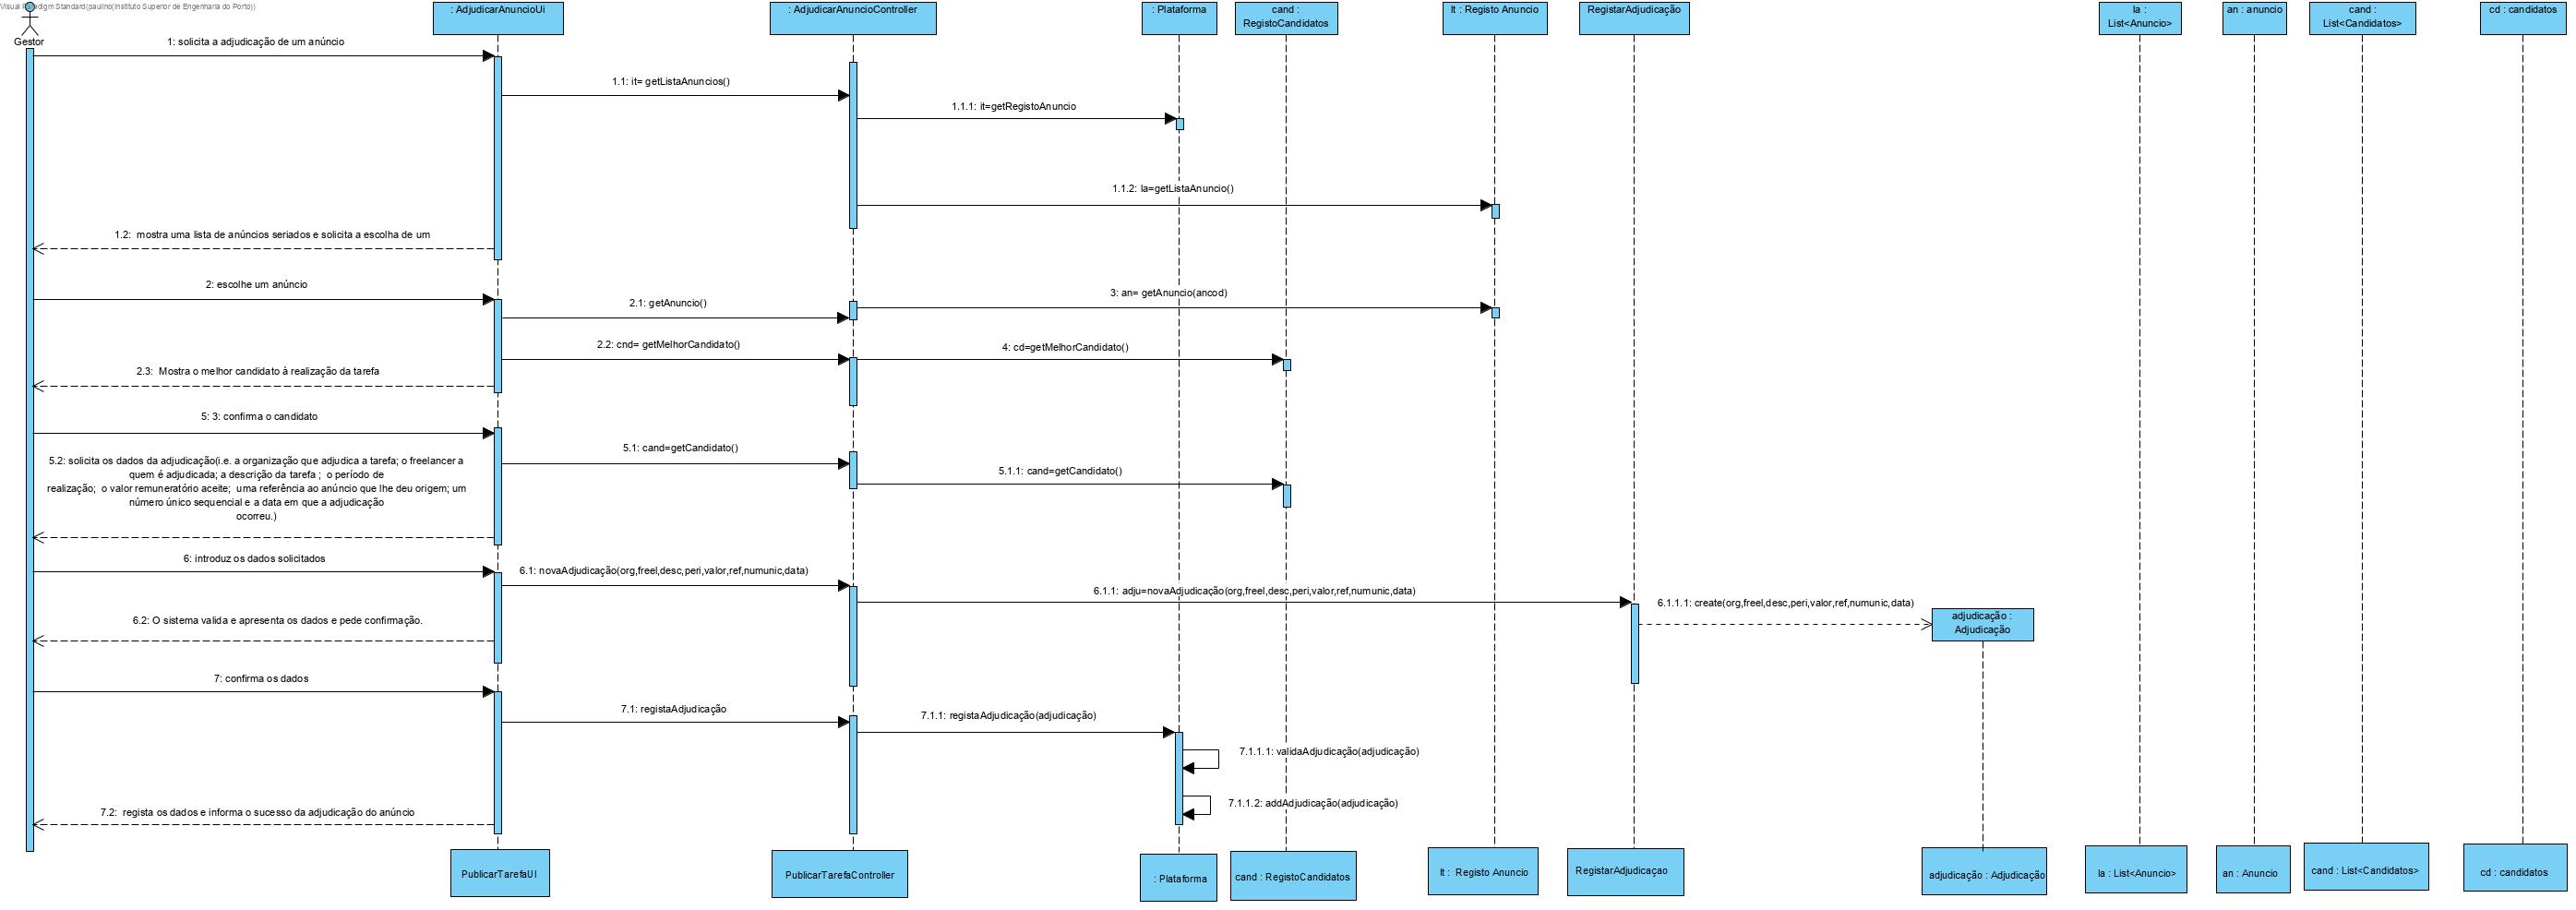 Visual Paradigm Standard(paulino(Instituto Superior de Engenharia do Porto))
Gestor
: AdjudicarAnuncioUi
: AdjudicarAnuncioController
: Plataforma
cand :
RegistoCandidatos
lt : Registo Anuncio
RegistarAdjudicação
la :
List<Anuncio>
an : anuncio
cand :
List<Candidatos>
cd : candidatos
1: solicita a adjudicação de um anúncio
1.1: it= getListaAnuncios()
1.1.1: it=getRegistoAnuncio
1.1.2: la=getListaAnuncio()
1.2:  mostra uma lista de anúncios seriados e solicita a escolha de um
2: escolhe um anúncio
2.1: getAnuncio()
3: an= getAnuncio(ancod)
2.2: cnd= getMelhorCandidato()
4: cd=getMelhorCandidato()
2.3:  Mostra o melhor candidato à realização da tarefa
5: 3: confirma o candidato
5.1: cand=getCandidato()
5.1.1: cand=getCandidato()
5.2: solicita os dados da adjudicação(i.e. a organização que adjudica a tarefa; o freelancer a
quem é adjudicada; a descrição da tarefa ;  o período de
realização;  o valor remuneratório aceite;  uma referência ao anúncio que lhe deu origem; um
número único sequencial e a data em que a adjudicação
ocorreu.)
6: introduz os dados solicitados
6.1: novaAdjudicação(org,freel,desc,peri,valor,ref,numunic,data)
6.1.1: adju=novaAdjudicação(org,freel,desc,peri,valor,ref,numunic,data)
6.1.1.1: create(org,freel,desc,peri,valor,ref,numunic,data)
adjudicação :
Adjudicação
6.2: O sistema valida e apresenta os dados e pede confirmação.
7: confirma os dados
7.1: registaAdjudicação
7.1.1: registaAdjudicação(adjudicação)
7.1.1.1: validaAdjudicação(adjudicação)
7.1.1.2: addAdjudicação(adjudicação)
7.2:  regista os dados e informa o sucesso da adjudicação do anúncio
PublicarTarefaUI
PublicarTarefaController
: Plataforma
cand : RegistoCandidatos
lt :  Registo Anuncio
RegistarAdjudicaçao
adjudicação : Adjudicação
la : List<Anuncio>
an : Anuncio
cand : List<Candidatos>
cd : candidatos